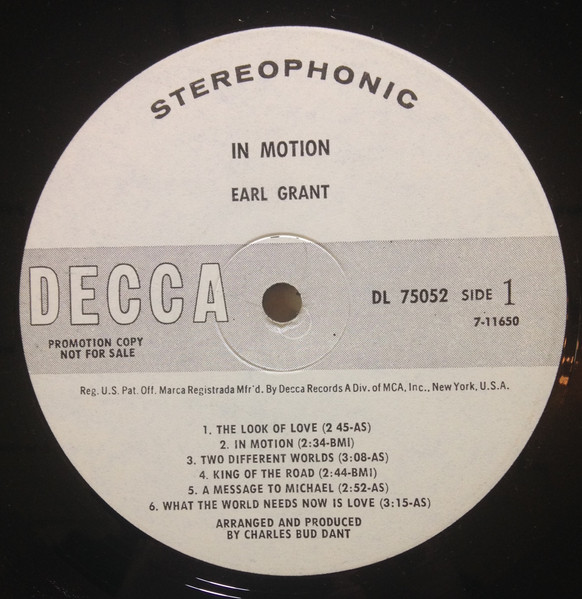 STEREOPHONIC
IN MOTION
EARL GRANT
DECCA
DL 75052 SIDE 1
7-11650
PROMOTION COPY
NOT FOR SALE
Reg. U.S. Pat. Off. Marca Registrada Mfr'd. By Decca Records A Div. of MCA, Inc., New York, U.S.A.
1. THE LOOK OF LOVE (2 45-AS)
2. IN MOTION (2:34-BMI)
3. TWO DIFFERENT WORLDS (3:08-AS)
4. KING OF THE ROAD (2:44-BMI)
5. A MESSAGE TO MICHAEL (2:52-AS)
6. WHAT THE WORLD NEEDS NOW IS LOVE (3:15-AS)
ARRANGED AND PRODUCED
BY CHARLES BUD DANT